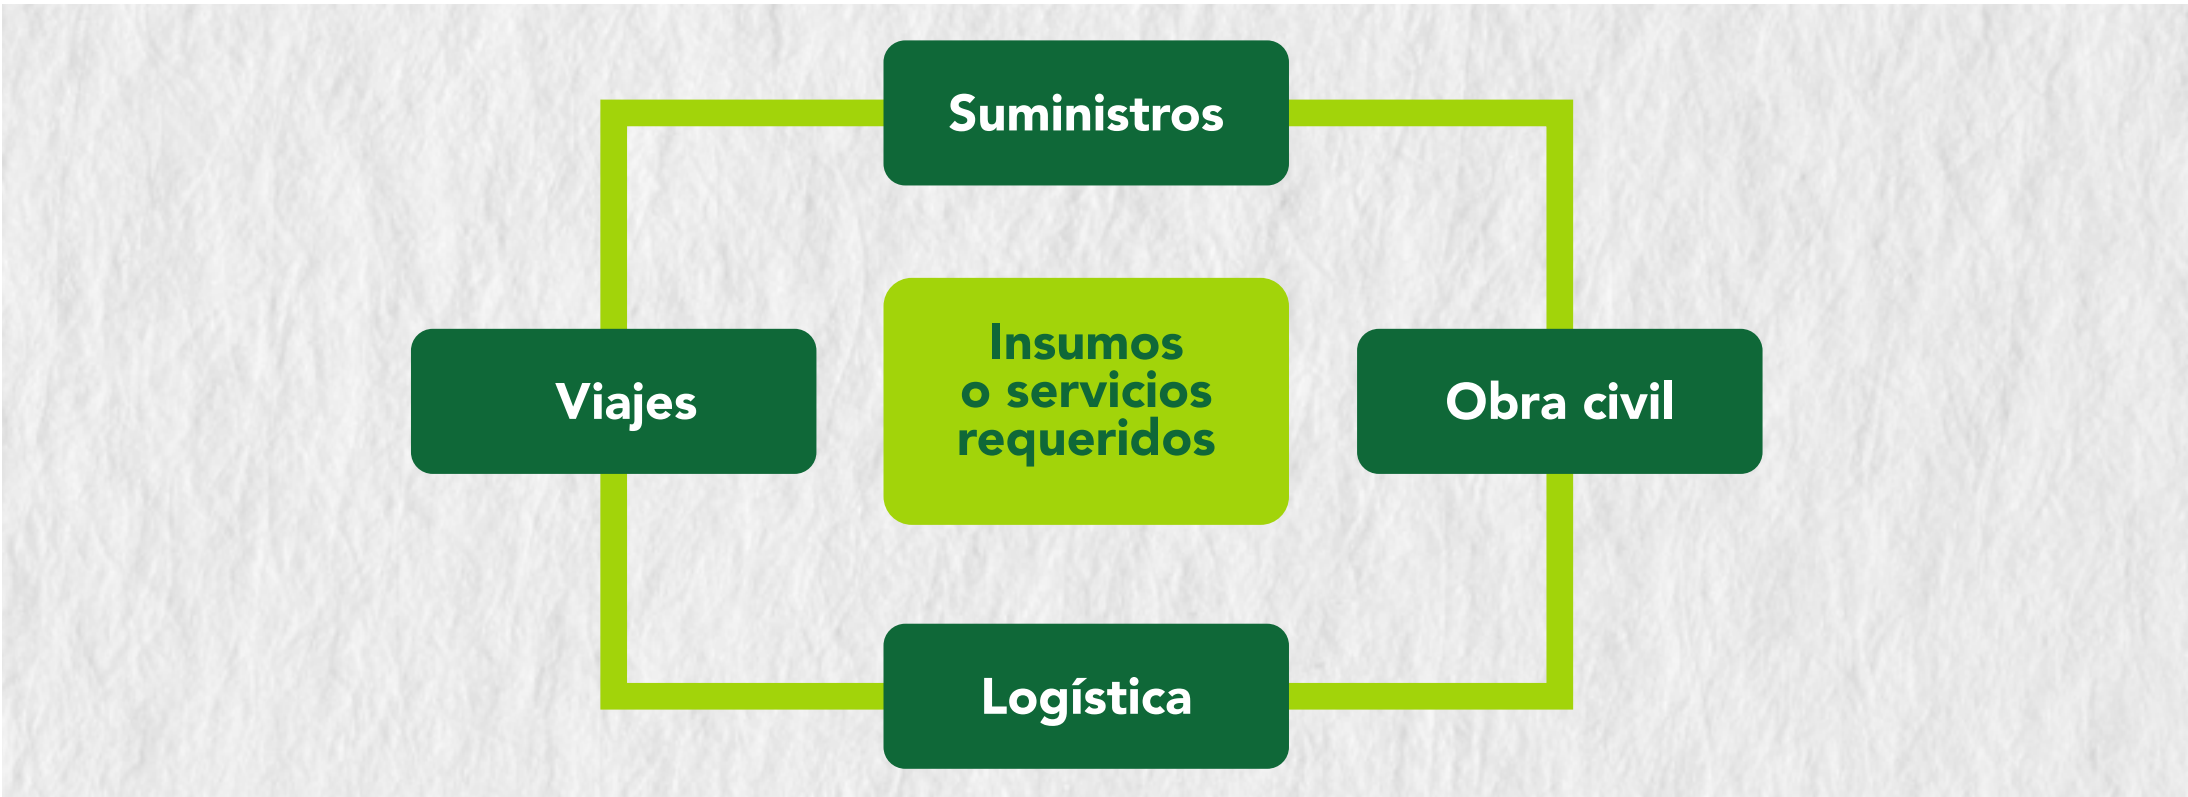 Suministros
Viajes
Insumos
o servicios
requeridos
Obra civil
Logística